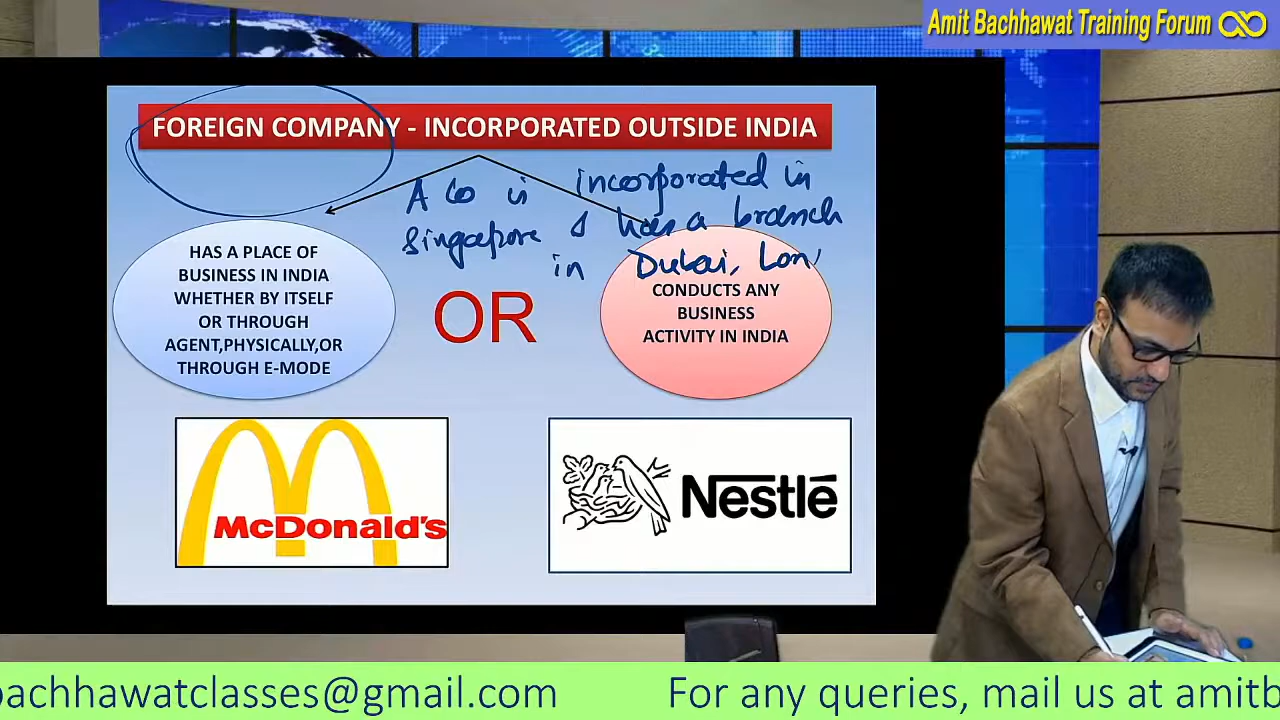 Amit Bachhawat Training Forum
FOREIGN COMPANY - INCORPORATED OUTSIDE INDIA
A Co is incorporated in
Singapore & has a branch
in Dubai, Lon
HAS A PLACE OF
BUSINESS IN INDIA
WHETHER BY ITSELF
OR THROUGH
AGENT,PHYSICALLY,OR
THROUGH E-MODE
OR
CONDUCTS ANY
BUSINESS
ACTIVITY IN INDIA
McDonald's
Nestlé
bachhawatclasses@gmail.com For any queries, mail us at amitb